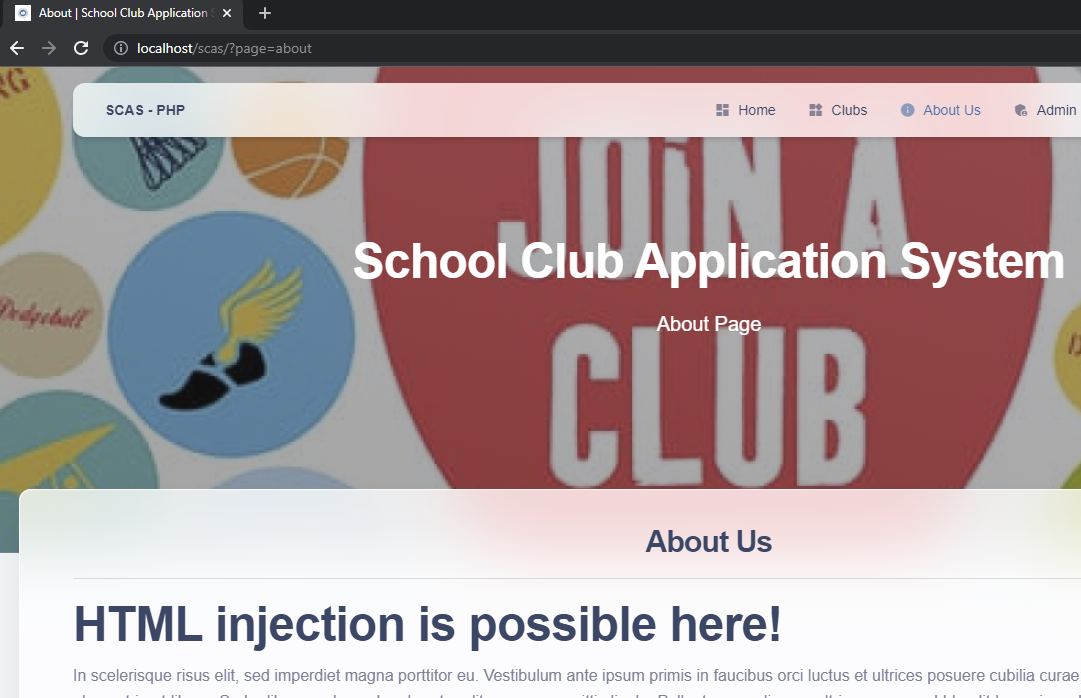 About | School Club Application
localhost/scas/?page=about
RG
SCAS - PHP
Home
Clubs
About Us
Admin
JOIN A
School Club Application System
Dodgeball
About Page
CLUB
About Us
HTML injection is possible here!
In scelerisque risus elit, sed imperdiet magna porttitor eu. Vestibulum ante ipsum primis in faucibus orci luctus et ultrices posuere cubilia curae